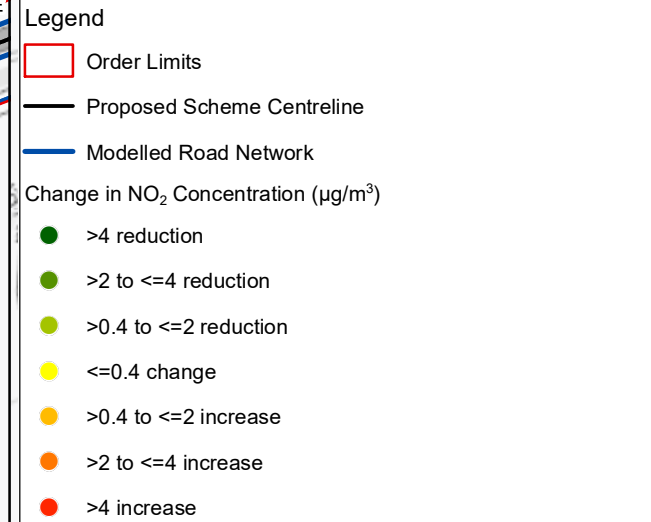 Legend
Order Limits
Proposed Scheme Centreline
Modelled Road Network
Change in NO₂ Concentration (µg/m³)
>4 reduction
>2 to <=4 reduction
>0.4 to <=2 reduction
<=0.4 change
>0.4 to <=2 increase
>2 to <=4 increase
>4 increase